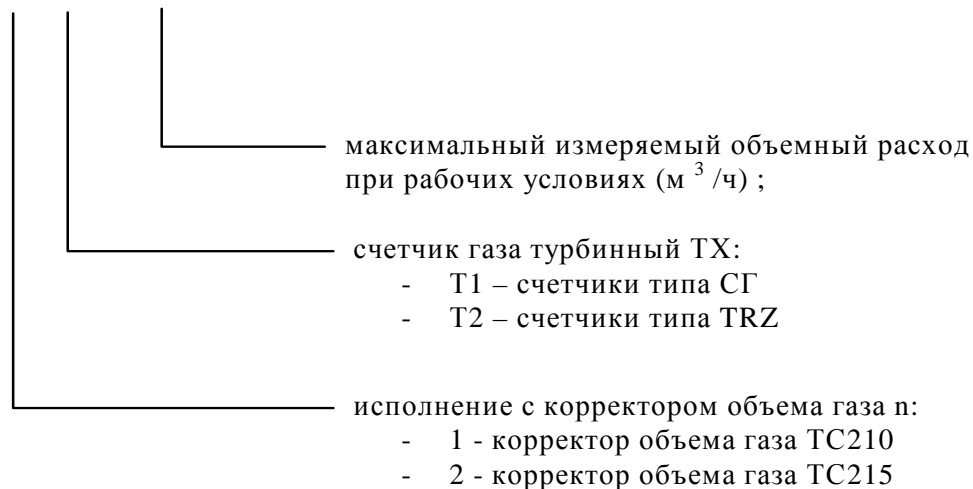 максимальный измеряемый объемный расход
при рабочих условиях (м ³ /ч) ;
счетчик газа турбинный ТХ:
- Т1 – счетчики типа СГ
- Т2 – счетчики типа TRZ
исполнение с корректором объема газа n:
- 1 - корректор объема газа ТС210
- 2 - корректор объема газа ТС215